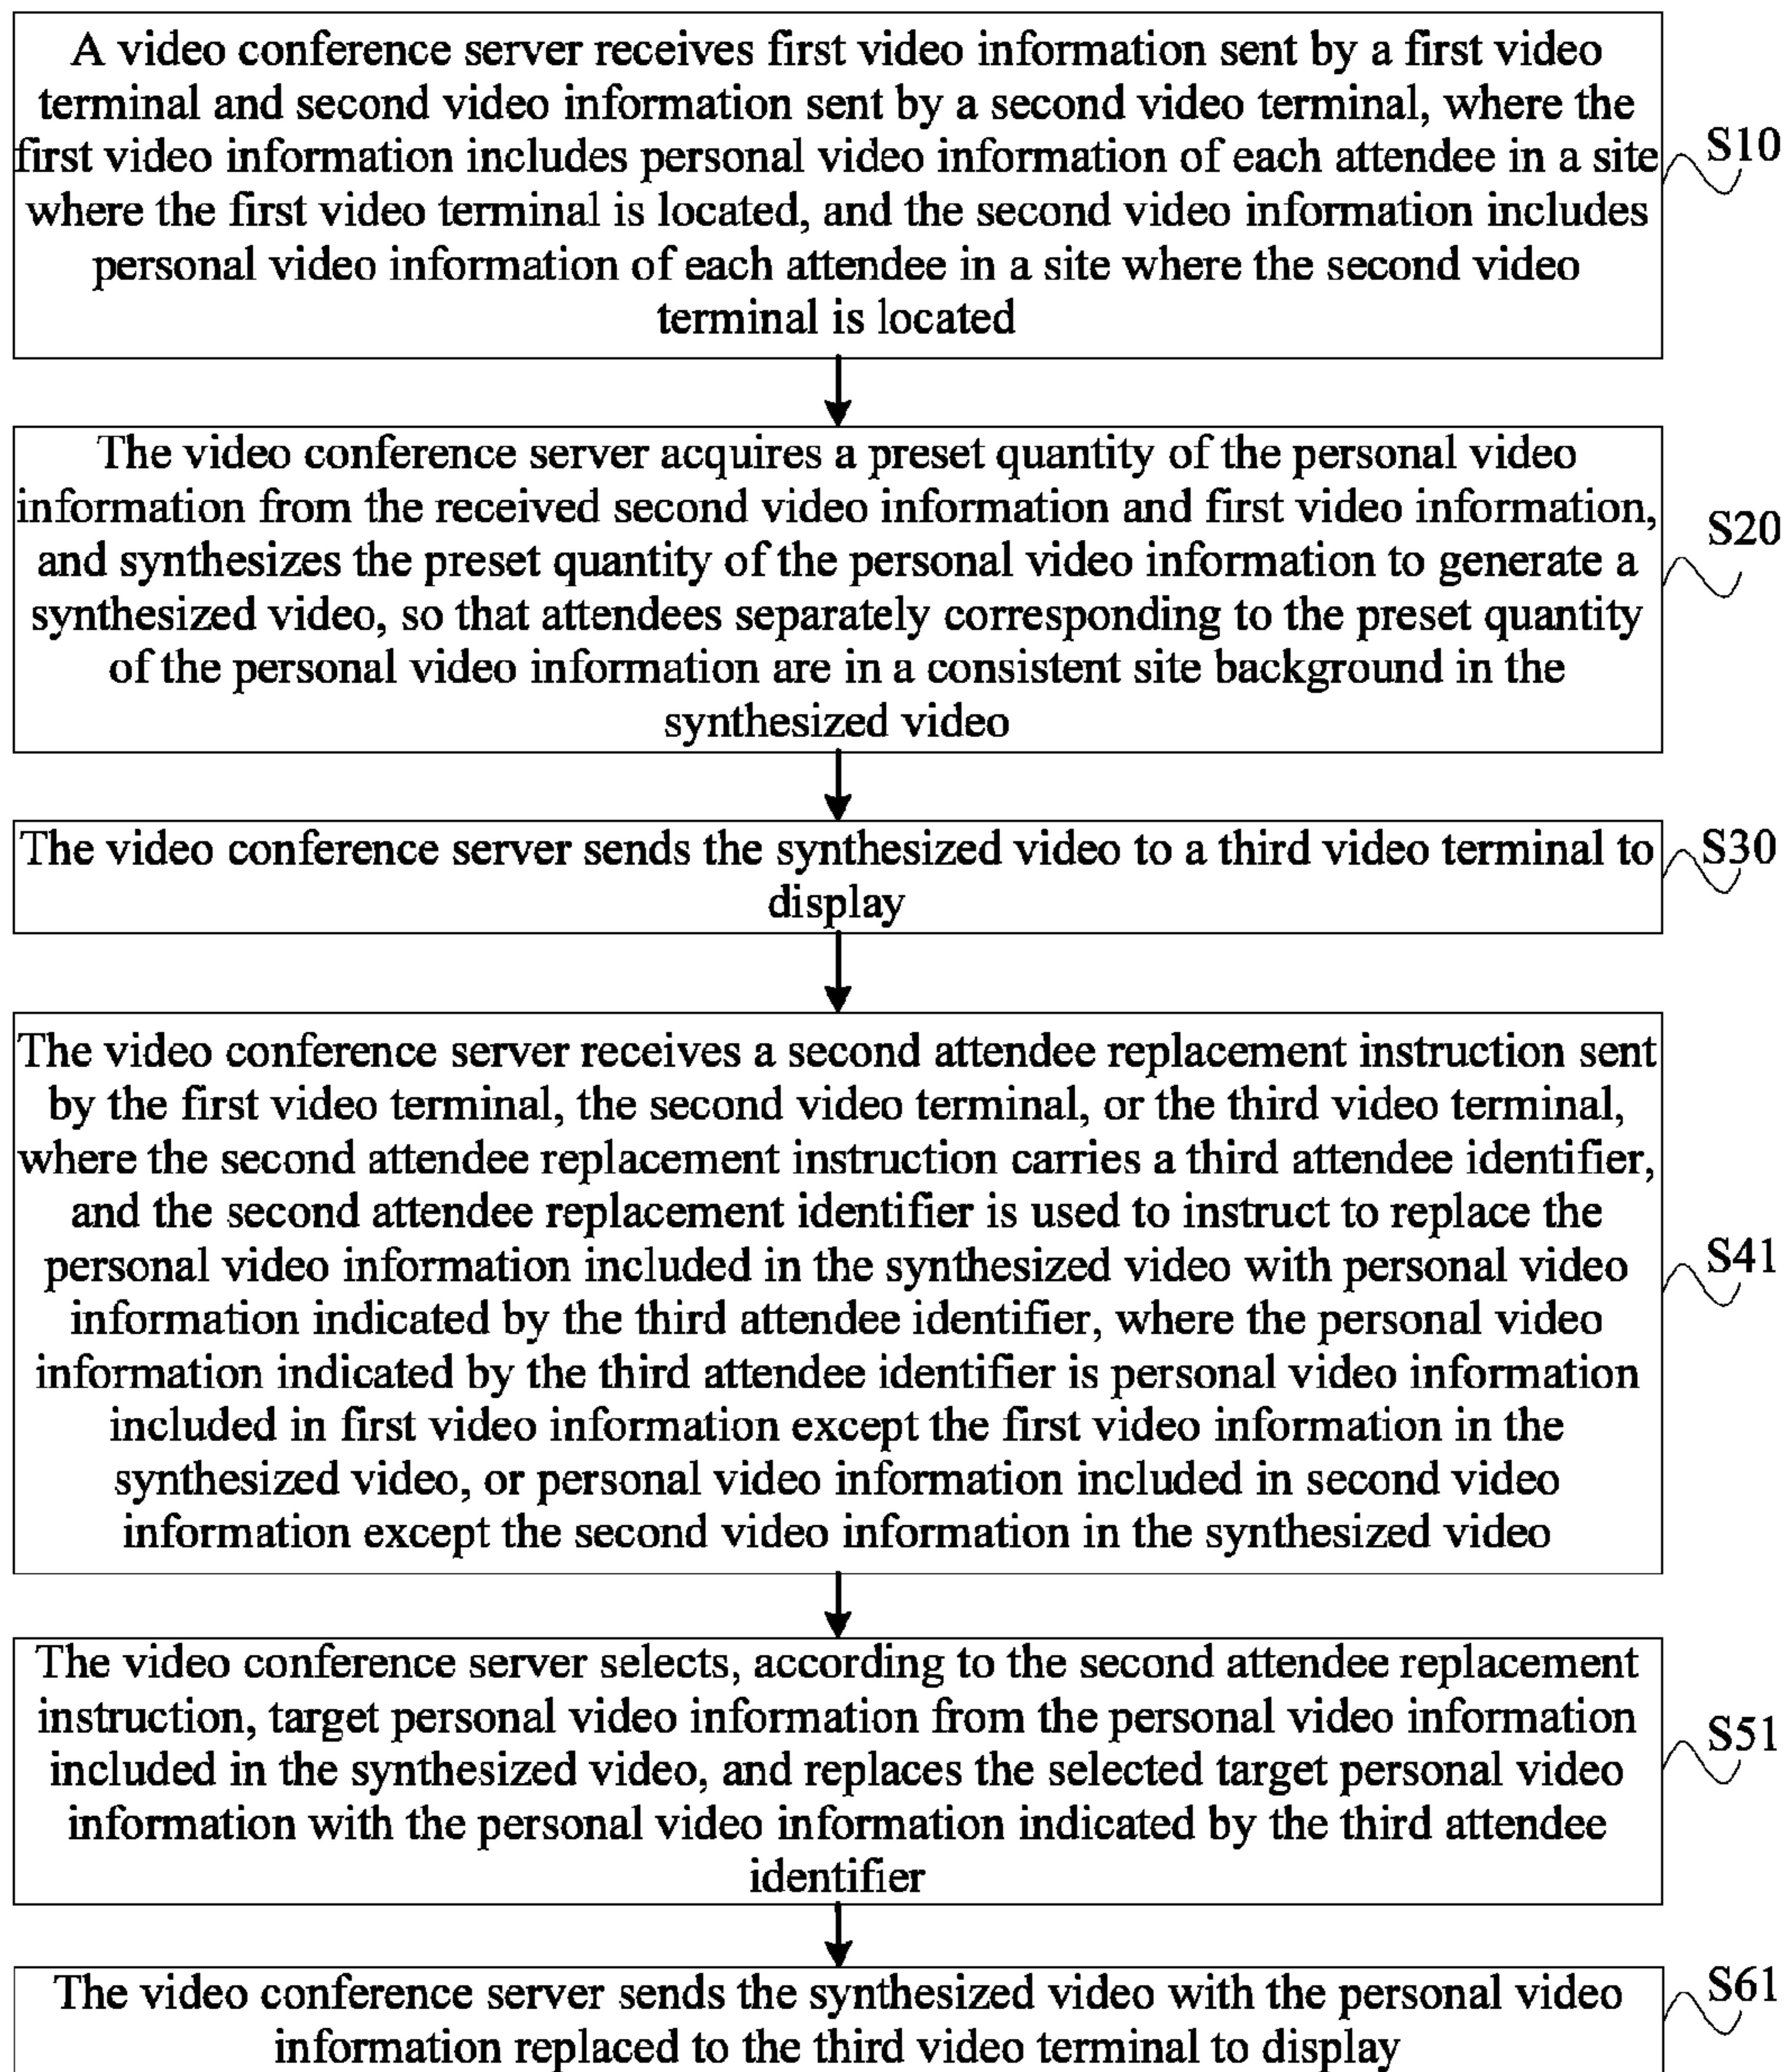 A video conference server receives first video information sent by a first video
terminal and second video information sent by a second video terminal, where the
first video information includes personal video information of each attendee in a site
where the first video terminal is located, and the second video information includes
personal video information of each attendee in a site where the second video
terminal is located
S10
The video conference server acquires a preset quantity of the personal video
information from the received second video information and first video information,
and synthesizes the preset quantity of the personal video information to generate a
synthesized video, so that attendees separately corresponding to the preset quantity
of the personal video information are in a consistent site background in the
synthesized video
S20
The video conference server sends the synthesized video to a third video terminal to
display
S30
The video conference server receives a second attendee replacement instruction sent
by the first video terminal, the second video terminal, or the third video terminal,
where the second attendee replacement instruction carries a third attendee identifier,
and the second attendee replacement identifier is used to instruct to replace the
personal video information included in the synthesized video with personal video
information indicated by the third attendee identifier, where the personal video
information indicated by the third attendee identifier is personal video information
included in first video information except the first video information in the
synthesized video, or personal video information included in second video
information except the second video information in the synthesized video
S41
The video conference server selects, according to the second attendee replacement
instruction, target personal video information from the personal video information
included in the synthesized video, and replaces the selected target personal video
information with the personal video information indicated by the third attendee
identifier
S51
The video conference server sends the synthesized video with the personal video
information replaced to the third video terminal to display
S61